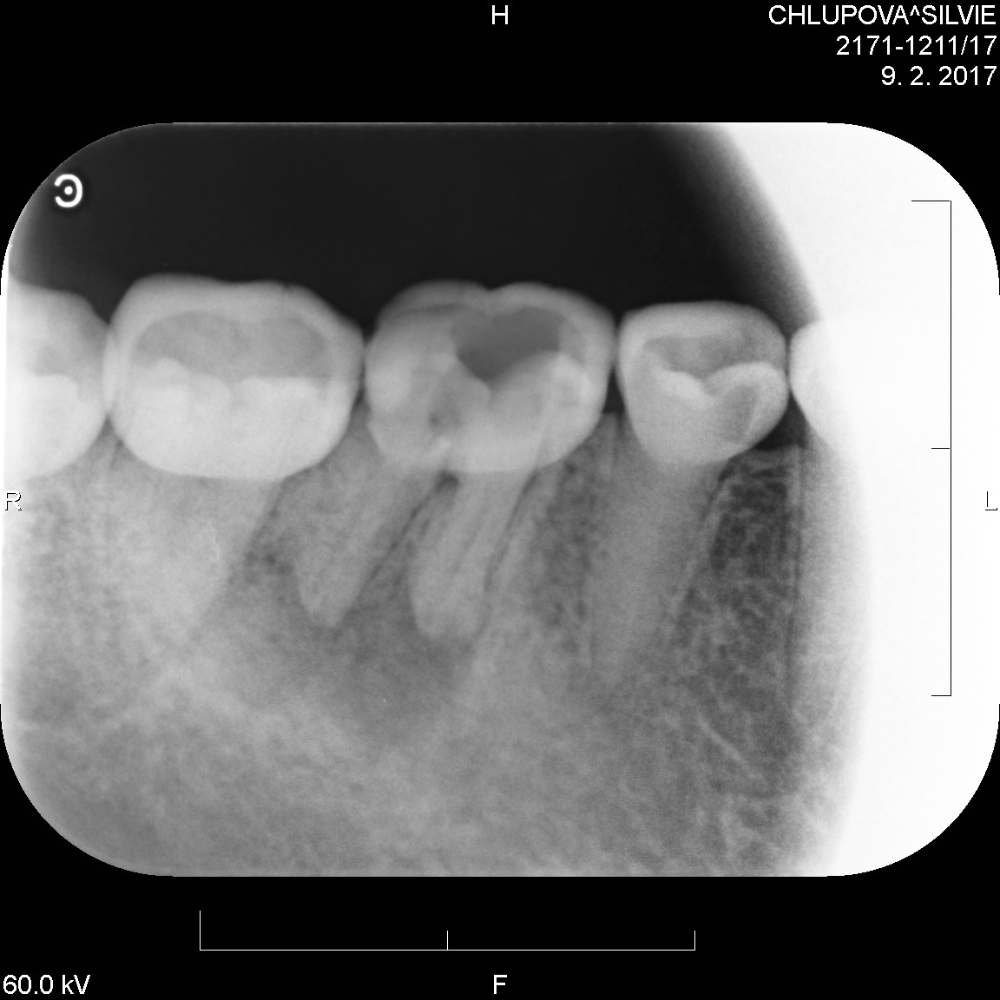 H
CHLUPOVA^SILVIE
2171-1211/17
9. 2. 2017
R
L
60.0 kV
F